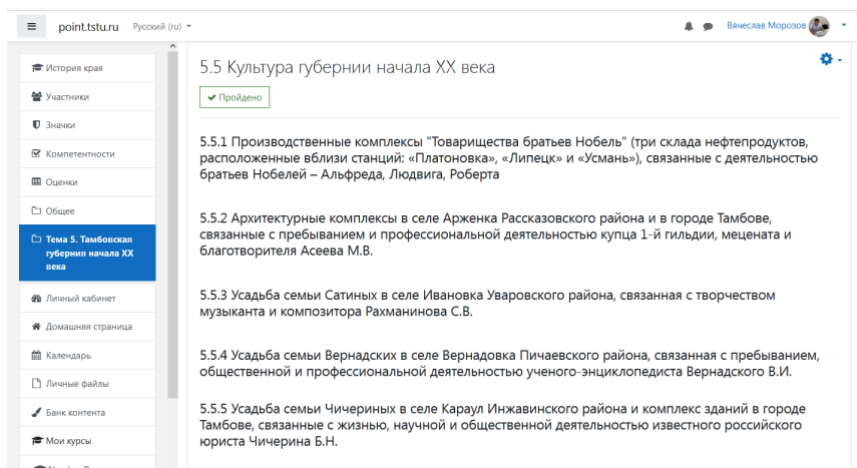 point.tstu.ru Русский (ru)
Вячеслав Морозов
История края
Участники
Значки
Компетентности
Оценки
Общее
Тема 5. Тамбовская
губерния начала XX
века
Личный кабинет
Домашняя страница
Календарь
Личные файлы
Банк контента
Мои курсы
5.5 Культура губернии начала XX века
Пройдено
5.5.1 Производственные комплексы "Товарищества братьев Нобель" (три склада нефтепродуктов,
расположенные вблизи станций: «Платоновка», «Липецк» и «Усмань»), связанные с деятельностью
братьев Нобелей – Альфреда, Людвига, Роберта
5.5.2 Архитектурные комплексы в селе Арженка Рассказовского района и в городе Тамбове,
связанные с пребыванием и профессиональной деятельностью купца 1-й гильдии, мецената и
благотворителя Асеева М.В.
5.5.3 Усадьба семьи Сатиных в селе Ивановка Уваровского района, связанная с творчеством
музыканта и композитора Рахманинова С.В.
5.5.4 Усадьба семьи Вернадских в селе Вернадовка Пичаевского района, связанная с пребыванием,
общественной и профессиональной деятельностью ученого-энциклопедиста Вернадского В.И.
5.5.5 Усадьба семьи Чичериных в селе Караул Инжавинского района и комплекс зданий в городе
Тамбове, связанные с жизнью, научной и общественной деятельностью известного российского
юриста Чичерина Б.Н.